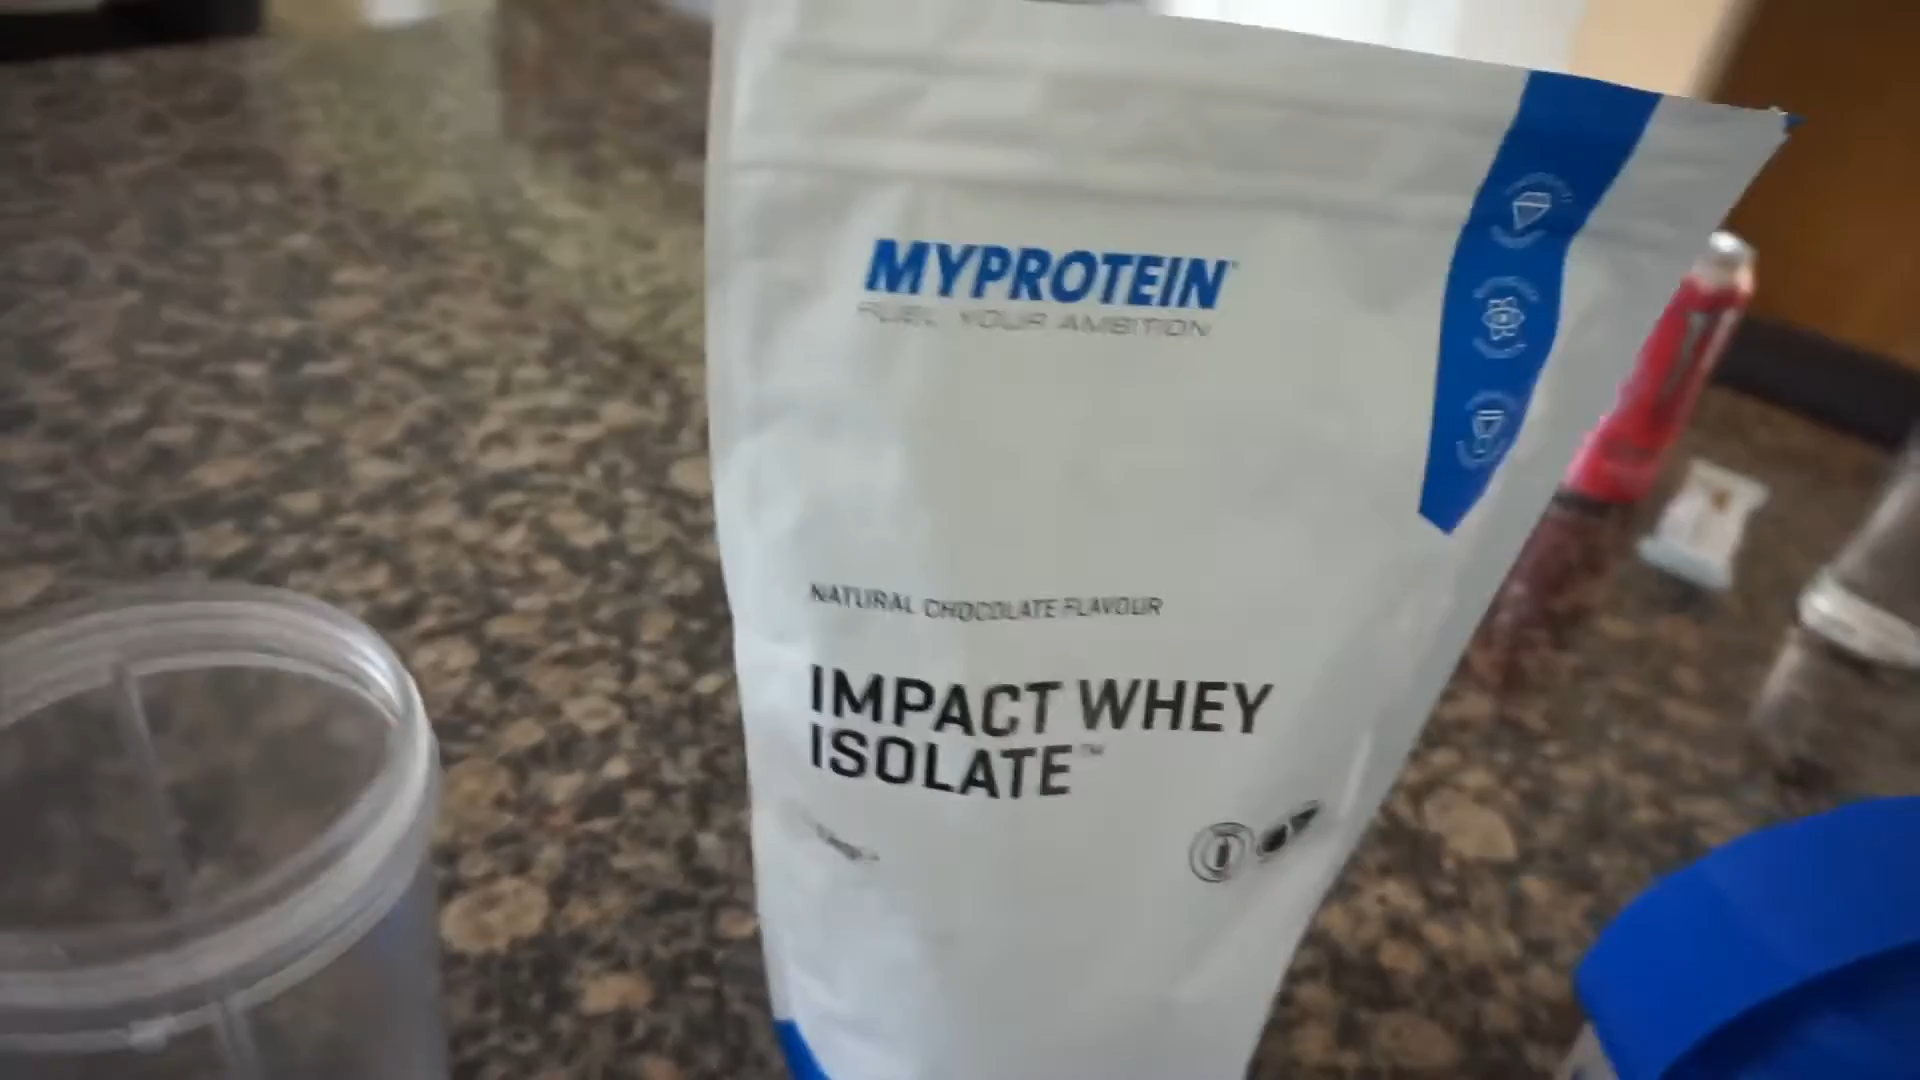 MYPROTEIN
FUEL YOUR AMBITION
NATURAL CHOCOLATE FLAVOUR
IMPACT WHEY
ISOLATE™